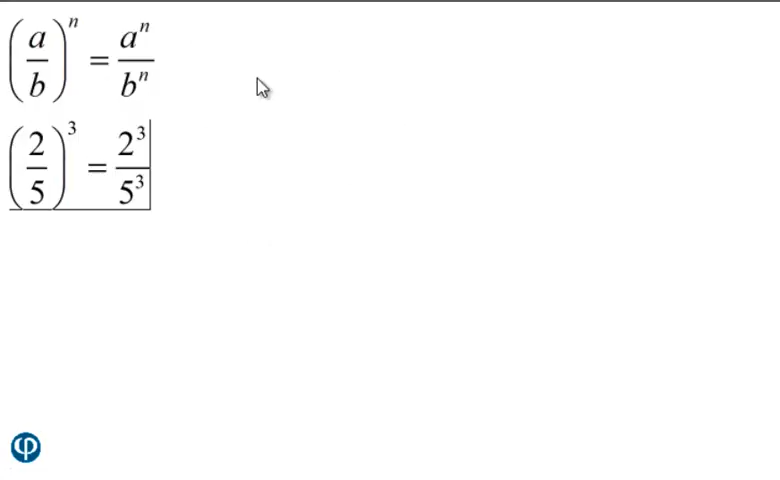 (a/b)^n = a^n/b^n
(2/5)^3 = 2^3/5^3
φ